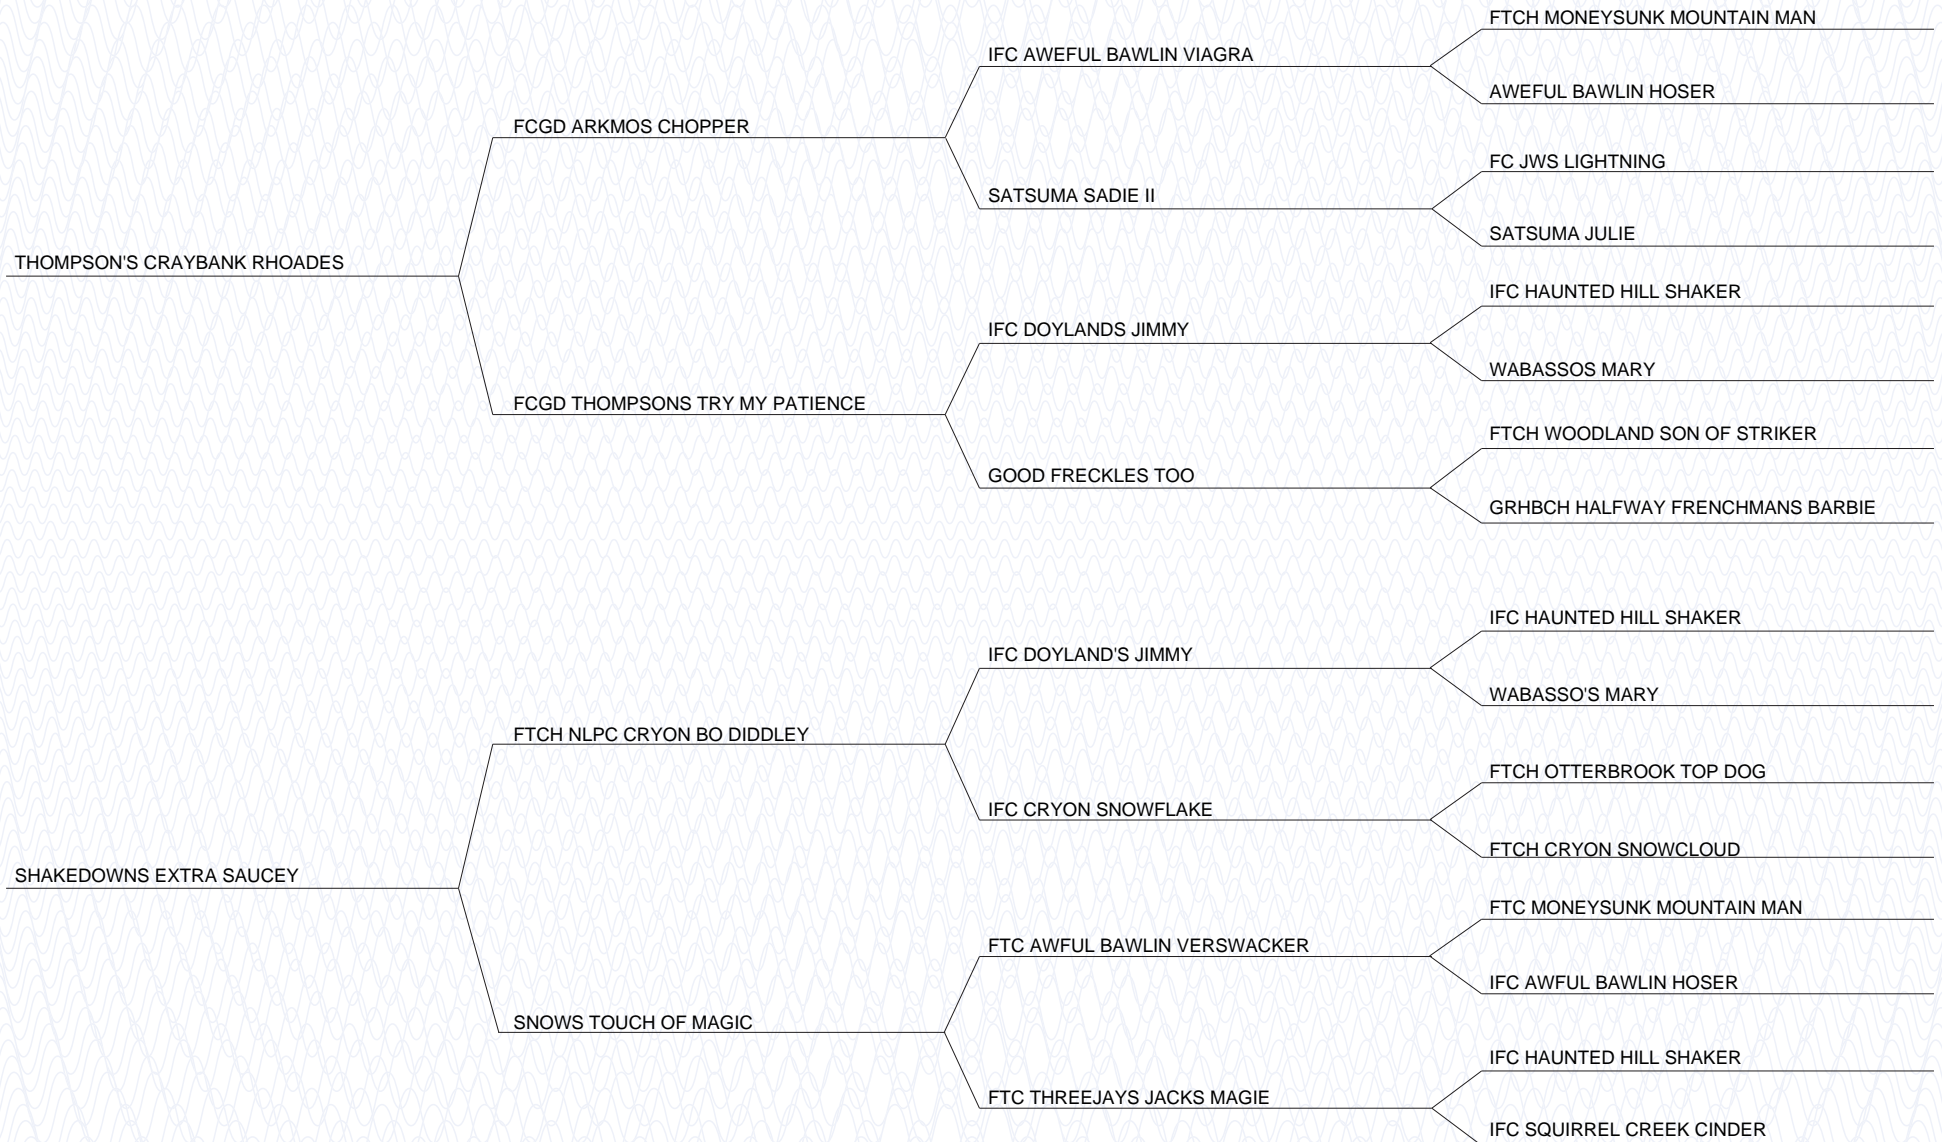 FTCH MONEYSUNK MOUNTAIN MAN
IFC AWEFUL BAWLIN VIAGRA
AWEFUL BAWLIN HOSER
FCGD ARKMOS CHOPPER
FC JWS LIGHTNING
SATSUMA SADIE II
SATSUMA JULIE
THOMPSON'S CRAYBANK RHOADES
IFC HAUNTED HILL SHAKER
IFC DOYLANDS JIMMY
WABASSOS MARY
FCGD THOMPSONS TRY MY PATIENCE
FTCH WOODLAND SON OF STRIKER
GOOD FRECKLES TOO
GRHBCH HALFWAY FRENCHMANS BARBIE
IFC HAUNTED HILL SHAKER
IFC DOYLAND'S JIMMY
WABASSO'S MARY
FTCH NLPC CRYON BO DIDDLEY
FTCH OTTERBROOK TOP DOG
IFC CRYON SNOWFLAKE
FTCH CRYON SNOWCLOUD
SHAKEDOWNS EXTRA SAUCEY
FTC MONEYSUNK MOUNTAIN MAN
FTC AWFUL BAWLIN VERSWACKER
IFC AWFUL BAWLIN HOSER
SNOWS TOUCH OF MAGIC
IFC HAUNTED HILL SHAKER
FTC THREEJAYS JACKS MAGIE
IFC SQUIRREL CREEK CINDER